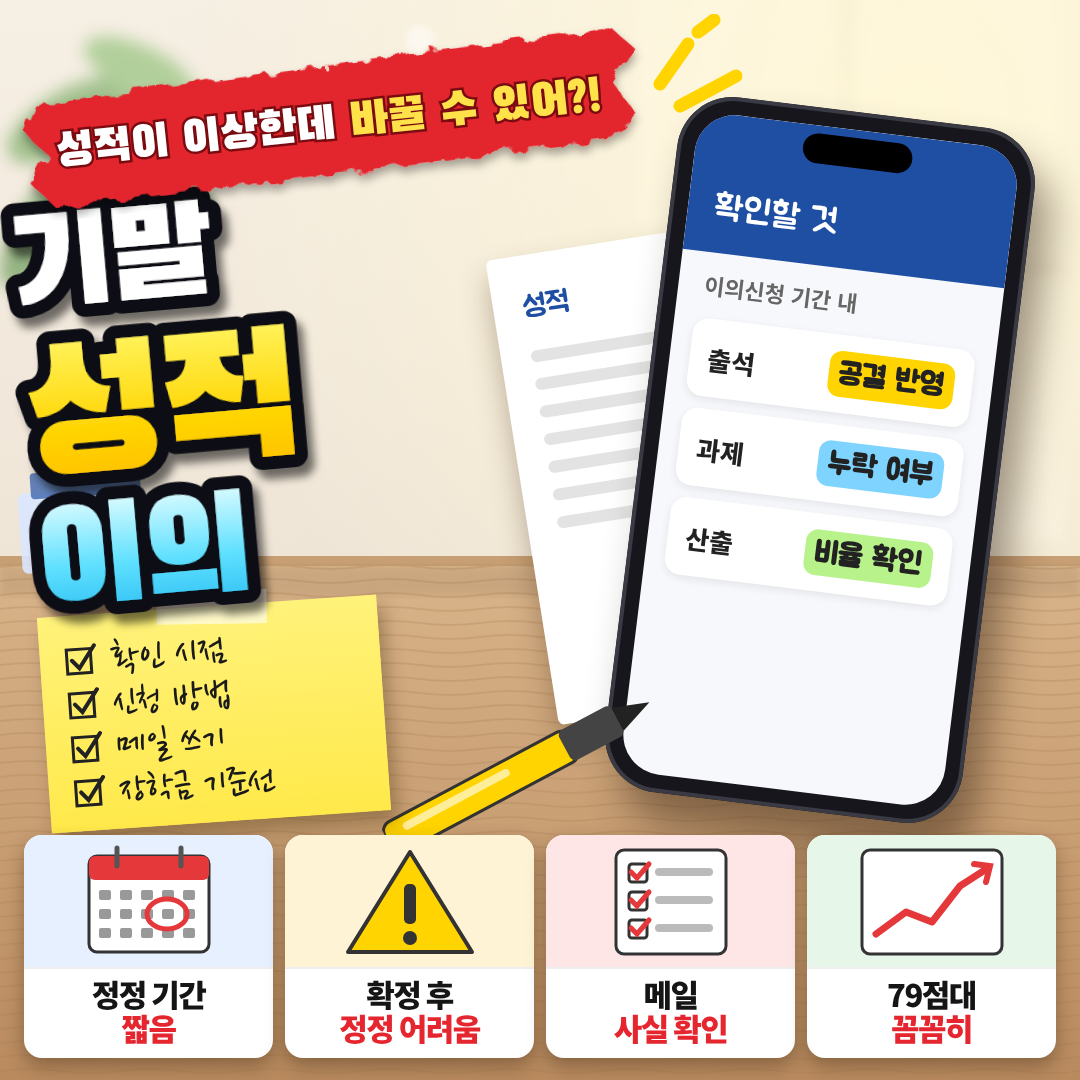 성적이 이상한데 바꿀 수 있어?!
기말
성적
이의
성적
확인할 것
이의신청 기간 내
출석 공결 반영
과제 누락 여부
산출 비율 확인
확인 시점
신청 방법
메일 쓰기
장학금 기준선
정정 기간
짧음
확정 후
정정 어려움
메일
사실 확인
79점대
꼼꼼히